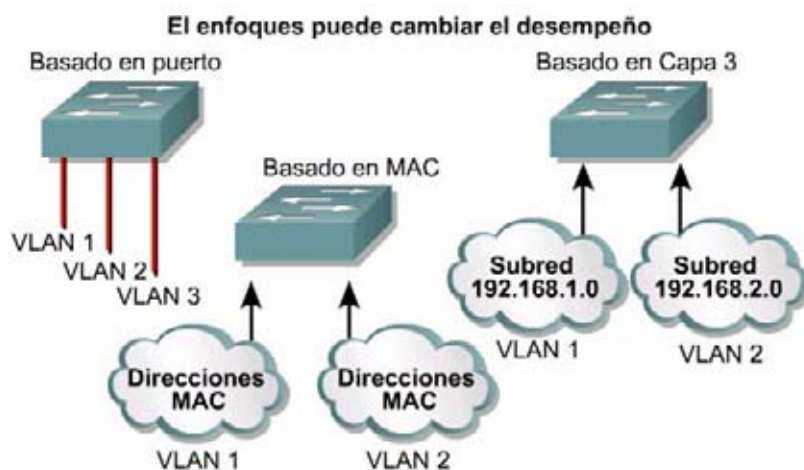 El enfoques puede cambiar el desempeño
Basado en puerto
VLAN 1
VLAN 2
VLAN 3
Basado en MAC
Direcciones
MAC
VLAN 1
Direcciones
MAC
VLAN 2
Basado en Capa 3
Subred
192.168.1.0
VLAN 1
Subred
192.168.2.0
VLAN 2